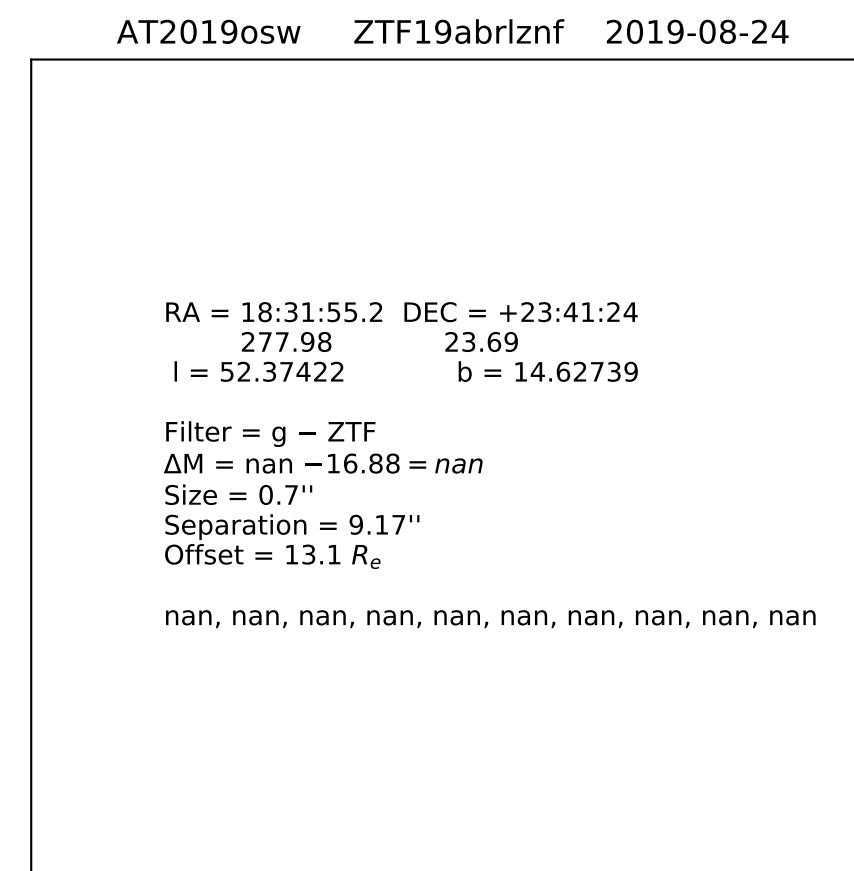 AT2019osw ZTF19abrlznf 2019-08-24
RA = 18:31:55.2 DEC = +23:41:24
277.98 23.69
l = 52.37422 b = 14.62739
Filter = g − ZTF
ΔM = nan −16.88 = nan
Size = 0.7''
Separation = 9.17''
Offset = 13.1 Rₑ
nan, nan, nan, nan, nan, nan, nan, nan, nan, nan